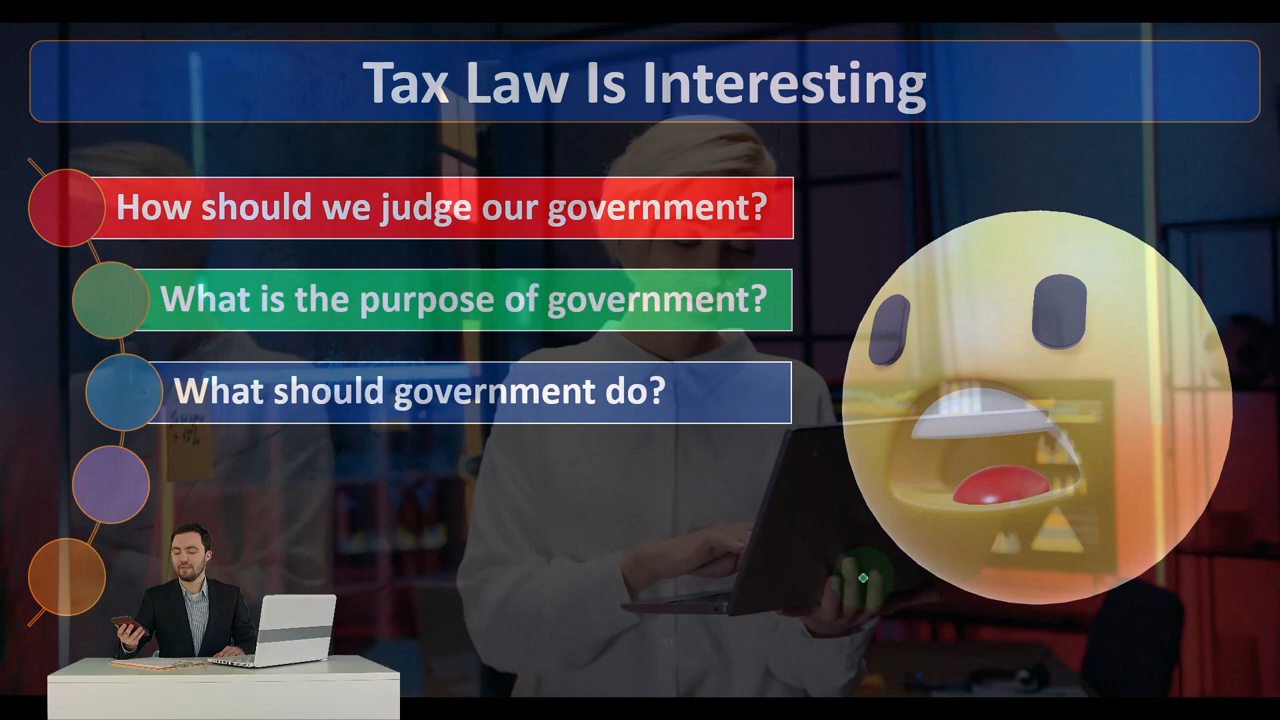 Tax Law Is Interesting
How should we judge our government?
What is the purpose of government?
What should government do?